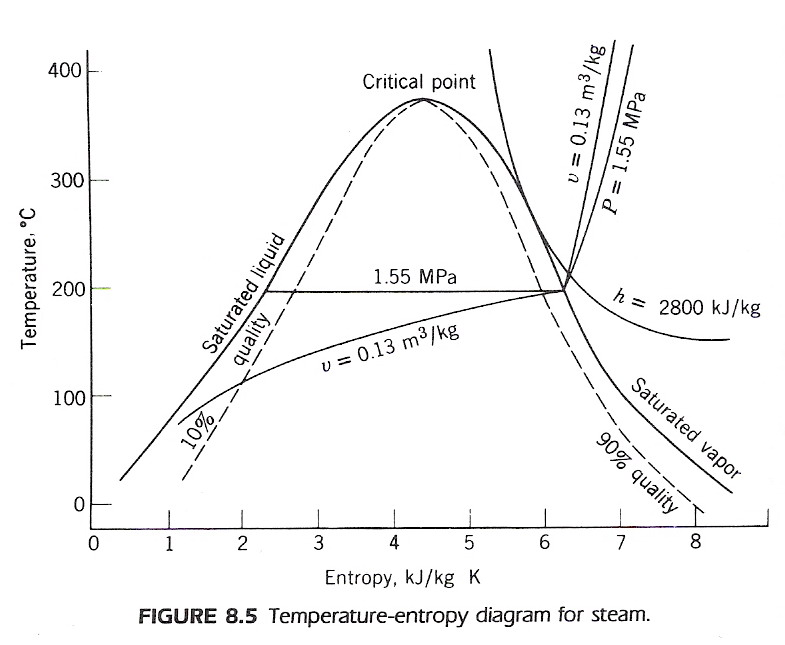 400
300
200
100
0
Temperature, °C
Critical point
Saturated liquid
10% quality
1.55 MPa
υ = 0.13 m³/kg
υ = 0.13 m³/kg
P = 1.55 MPa
h = 2800 kJ/kg
Saturated vapor
90% quality
0 1 2 3 4 5 6 7 8
Entropy, kJ/kg K
FIGURE 8.5 Temperature-entropy diagram for steam.